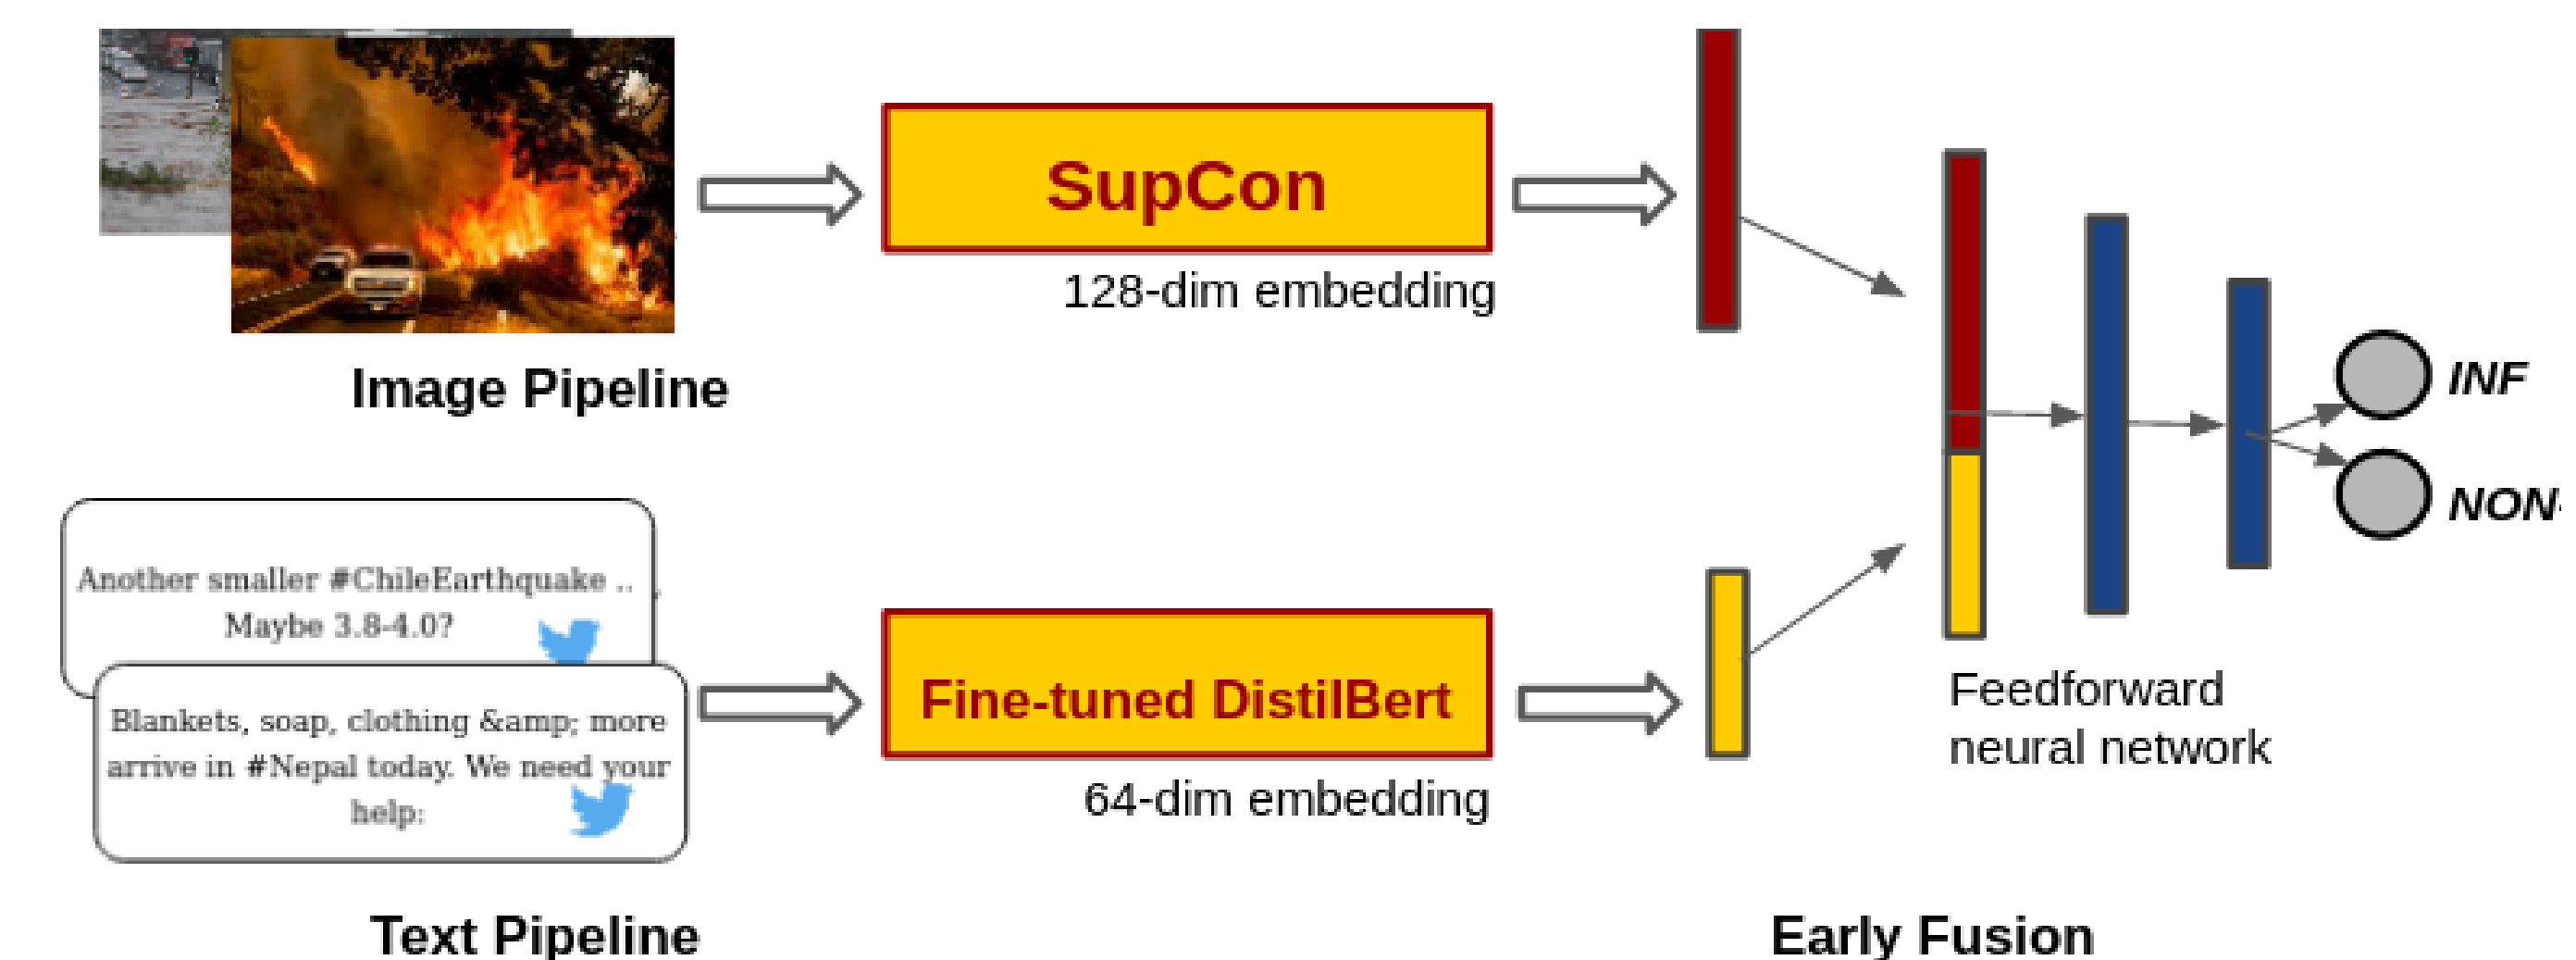 SupCon
128-dim embedding
Image Pipeline
INF
NON-
Another smaller #ChileEarthquake ..
Maybe 3.8-4.0?
Blankets, soap, clothing &amp; more
arrive in #Nepal today. We need your
help:
Fine-tuned DistilBert
64-dim embedding
Feedforward
neural network
Text Pipeline
Early Fusion